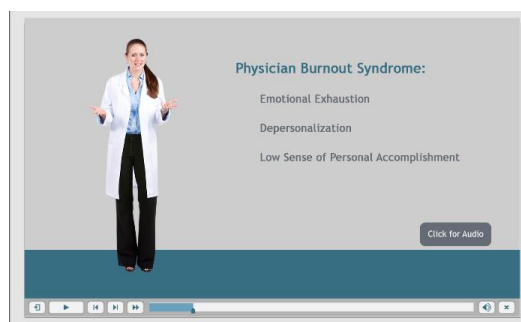 Physician Burnout Syndrome:
Emotional Exhaustion
Depersonalization
Low Sense of Personal Accomplishment
Click for Audio